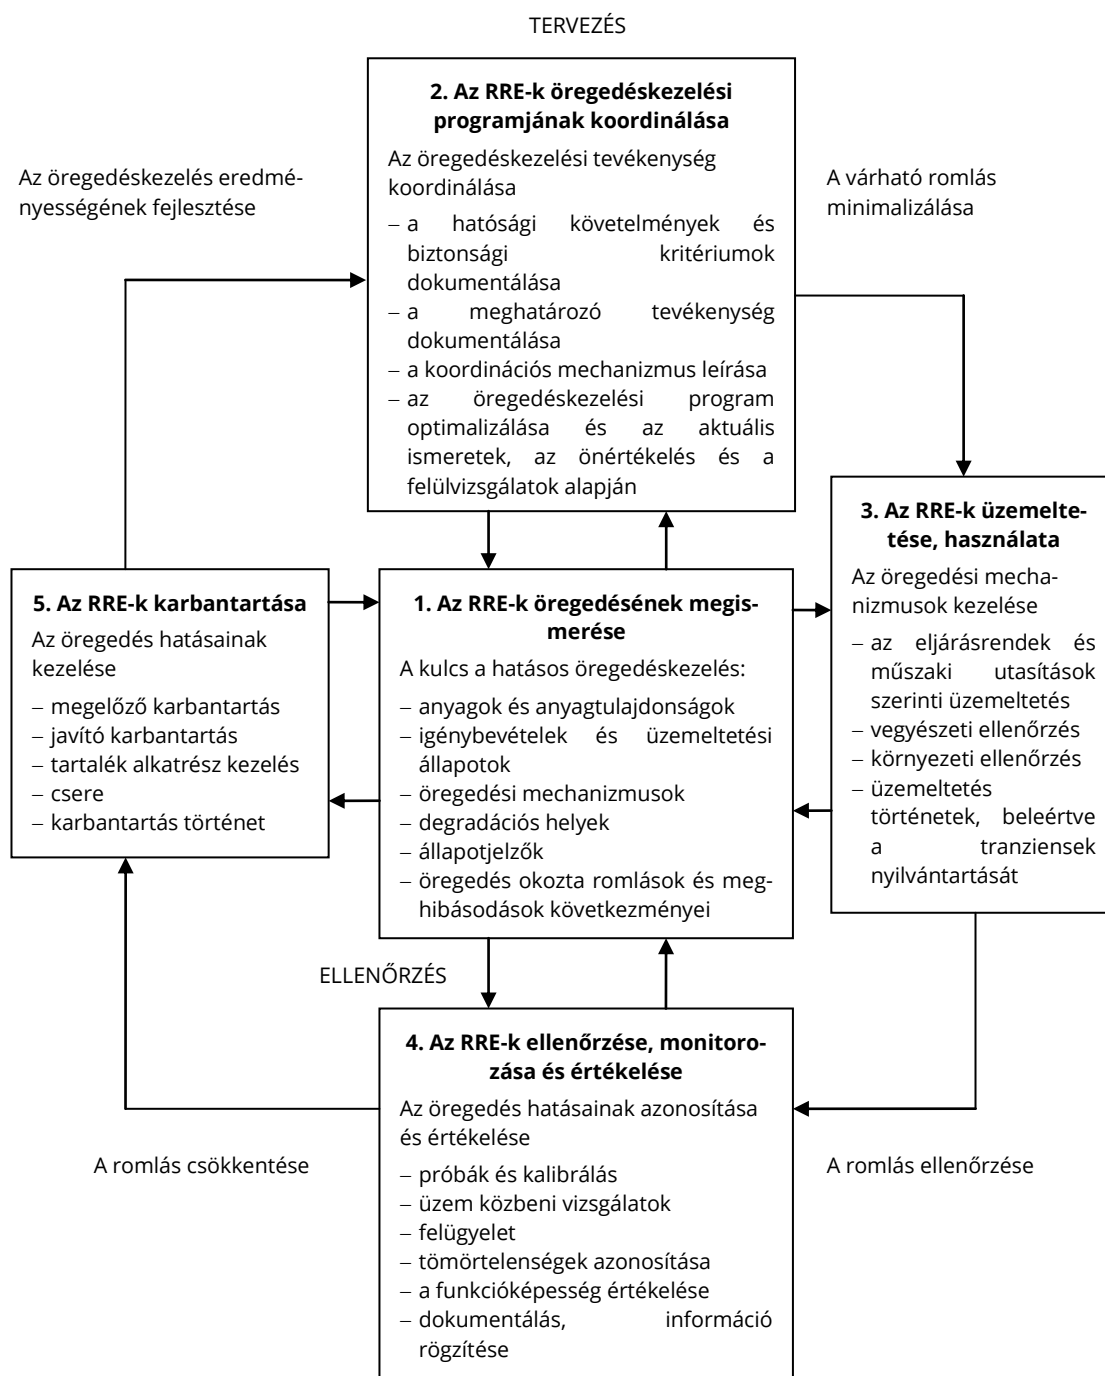 TERVEZÉS
2. Az RRE-k öregedéskezelési
programjának koordinálása
Az öregedéskezelési tevékenység
koordinálása
– a hatósági követelmények és
biztonsági kritériumok
dokumentálása
– a meghatározó tevékenység
dokumentálása
– a koordinációs mechanizmus leírása
– az öregedéskezelési program
optimalizálása és az aktuális
ismeretek, az önértékelés és a
felülvizsgálatok alapján
Az öregedéskezelés eredmé-
nyességének fejlesztése
A várható romlás
minimalizálása
5. Az RRE-k karbantartása
Az öregedés hatásainak
kezelése
– megelőző karbantartás
– javító karbantartás
– tartalék alkatrész kezelés
– csere
– karbantartás történet
1. Az RRE-k öregedésének megis-
merése
A kulcs a hatásos öregedéskezelés:
– anyagok és anyagtulajdonságok
– igénybevételek és üzemeltetési
állapotok
– öregedési mechanizmusok
– degradációs helyek
– állapotjelzők
– öregedés okozta romlások és meg-
hibásodások következményei
3. Az RRE-k üzemelte-
tése, használata
Az öregedési mecha-
nizmusok kezelése
– az eljárásrendek és
műszaki utasítások
szerinti üzemeltetés
– vegyészeti ellenőrzés
– környezeti ellenőrzés
– üzemeltetés
történetek, beleértve
a tranziensek
nyilvántartását
ELLENŐRZÉS
4. Az RRE-k ellenőrzése, monitoro-
zása és értékelése
Az öregedés hatásainak azonosítása
és értékelése
– próbák és kalibrálás
– üzem közbeni vizsgálatok
– felügyelet
– tömörtelenségek azonosítása
– a funkcióképesség értékelése
– dokumentálás, információ
rögzítése
A romlás csökkentése
A romlás ellenőrzése